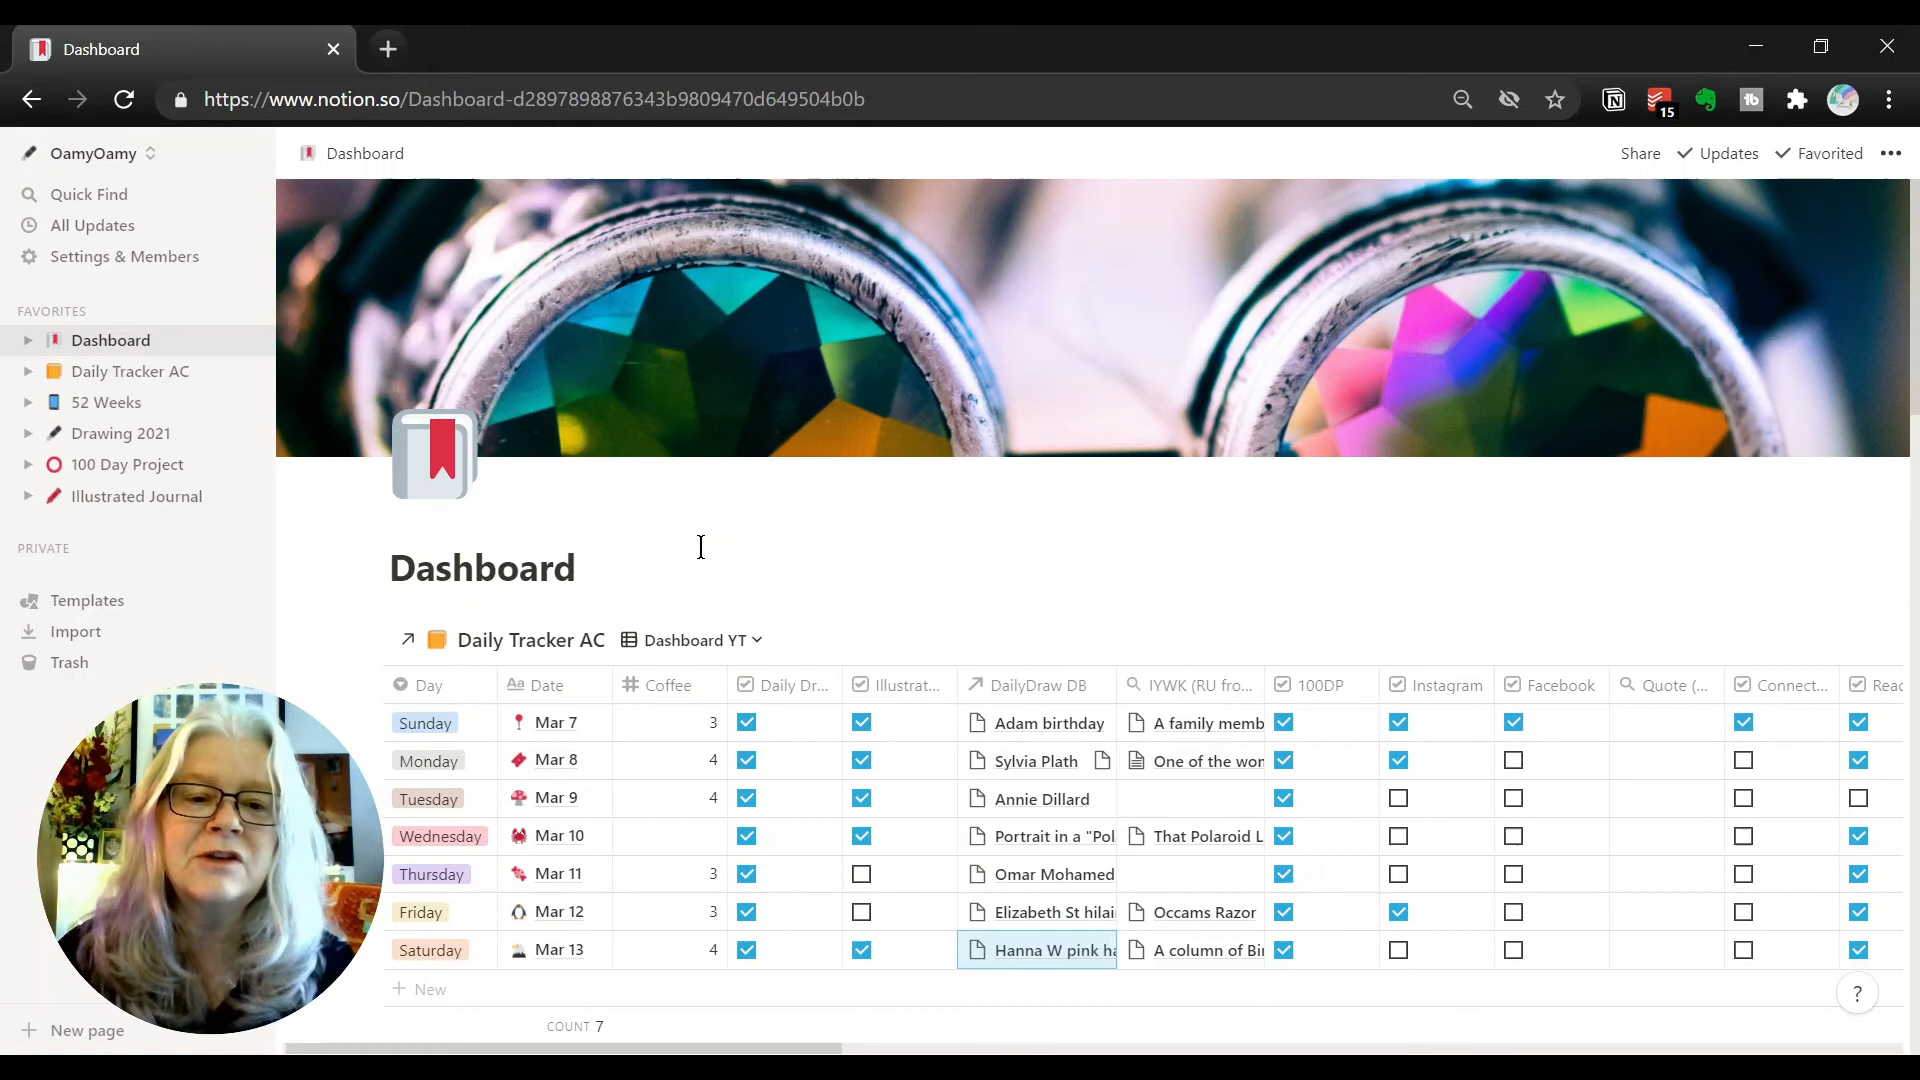 Dashboard
https://www.notion.so/Dashboard-d2897898876343b9809470d649504b0b
15
OamyOamy
Dashboard
Share Updates Favorited
Quick Find
All Updates
Settings & Members
FAVORITES
Dashboard
Daily Tracker AC
52 Weeks
Drawing 2021
100 Day Project
Illustrated Journal
PRIVATE
Templates
Import
Trash
New page
Dashboard
Daily Tracker AC Dashboard YT
Day Aa Date # Coffee Daily Dr... Illustrat... DailyDraw DB IYWK (RU fro... 100DP Instagram Facebook Quote (... Connect... Reac
Sunday Mar 7 3 Adam birthday A family memb
Monday Mar 8 4 Sylvia Plath One of the wor
Tuesday Mar 9 4 Annie Dillard
Wednesday Mar 10 Portrait in a "Pol That Polaroid L
Thursday Mar 11 3 Omar Mohamed
Friday Mar 12 3 Elizabeth St hilai Occams Razor
Saturday Mar 13 4 Hanna W pink ha A column of Bir
+ New
COUNT 7
?